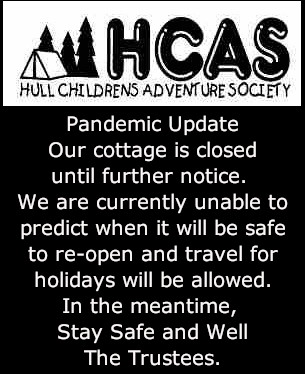 HCAS
HULL CHILDRENS ADVENTURE SOCIETY
Pandemic Update
Our cottage is closed
until further notice.
We are currently unable to
predict when it will be safe
to re-open and travel for
holidays will be allowed.
In the meantime,
Stay Safe and Well
The Trustees.